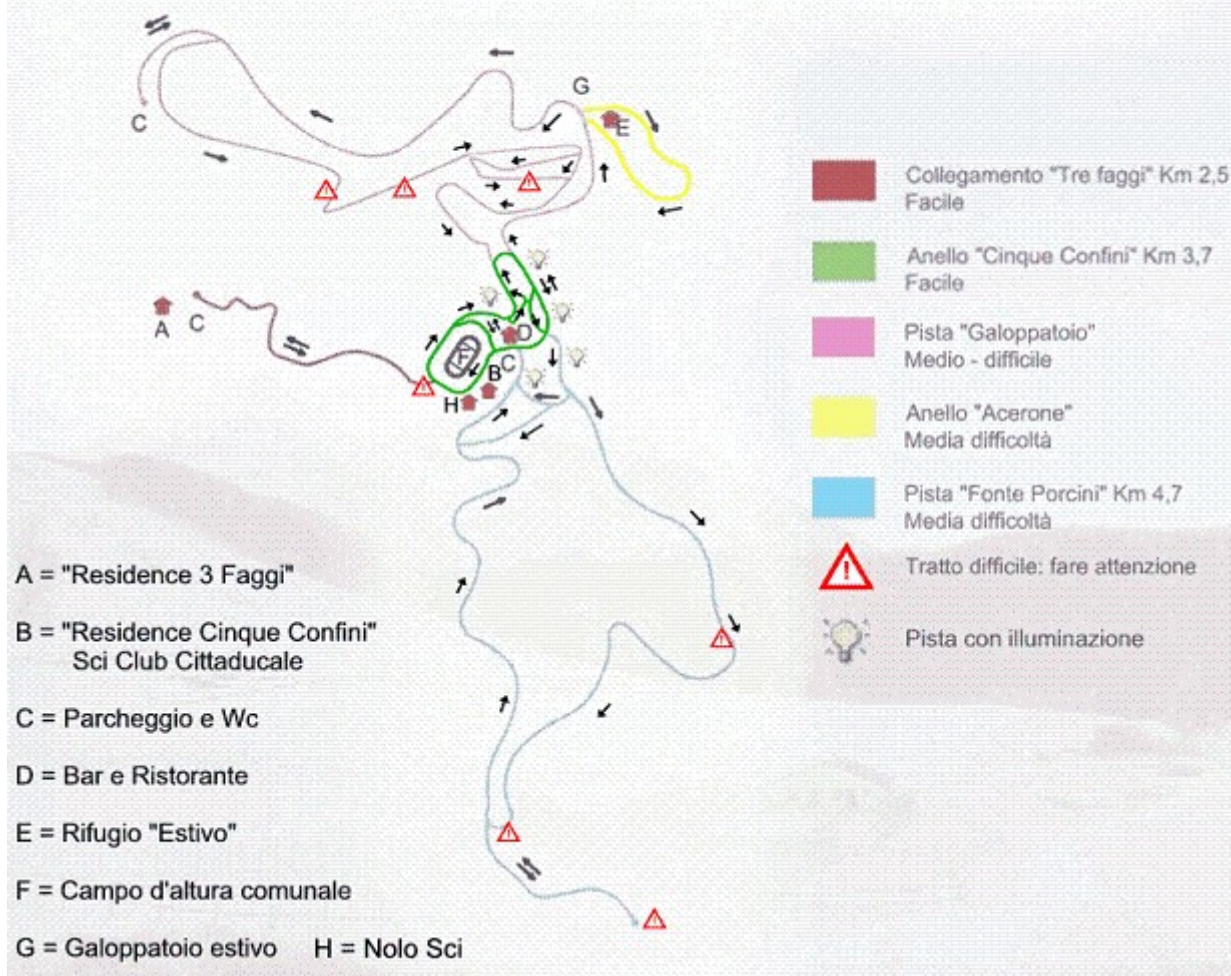 G
C
E
A
C
F
D
C
B
H
Collegamento "Tre faggi" Km 2,5
Facile
Anello "Cinque Confini" Km 3,7
Facile
Pista "Galoppatoio"
Medio - difficile
Anello "Acerone"
Media difficoltà
Pista "Fonte Porcini" Km 4,7
Media difficoltà
Tratto difficile: fare attenzione
Pista con illuminazione
A = "Residence 3 Faggi"
B = "Residence Cinque Confini"
Sci Club Cittaducale
C = Parcheggio e Wc
D = Bar e Ristorante
E = Rifugio "Estivo"
F = Campo d'altura comunale
G = Galoppatoio estivo H = Nolo Sci